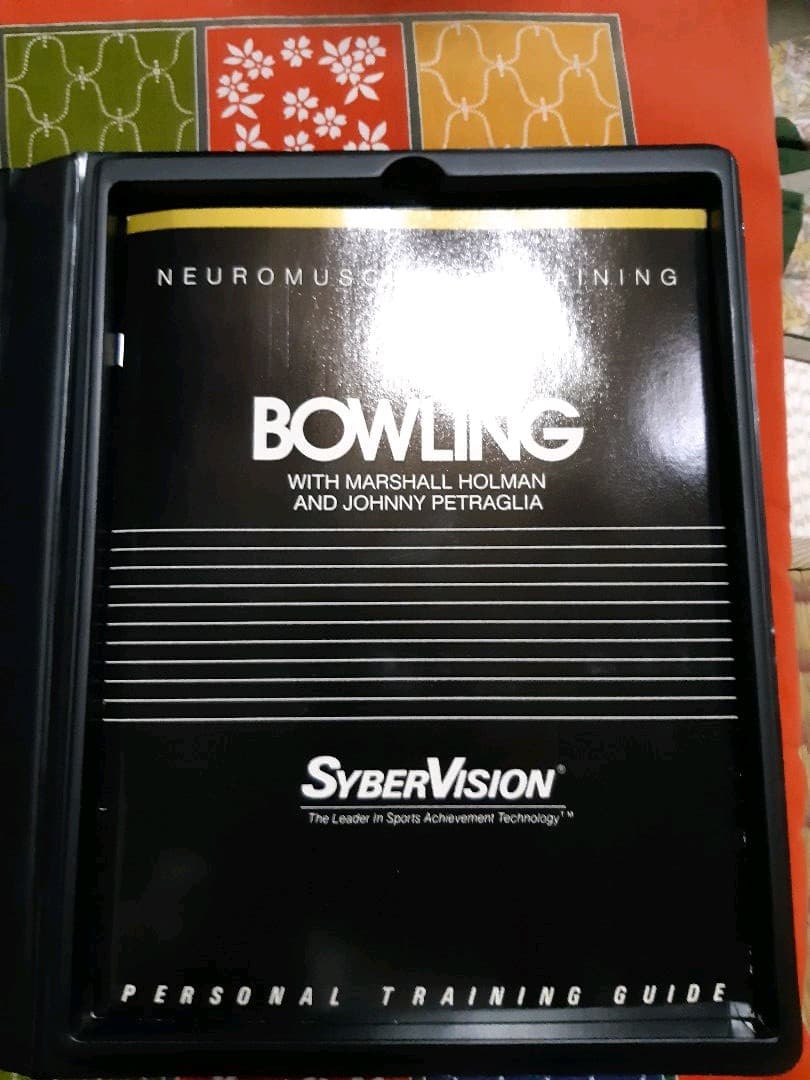 BOWLING
WITH MARSHALL HOLMAN
AND JOHNNY PETRAGLIA
SYBERVISION®
The Leader in Sports Achievement Technology™
PERSONAL TRAINING GUIDE